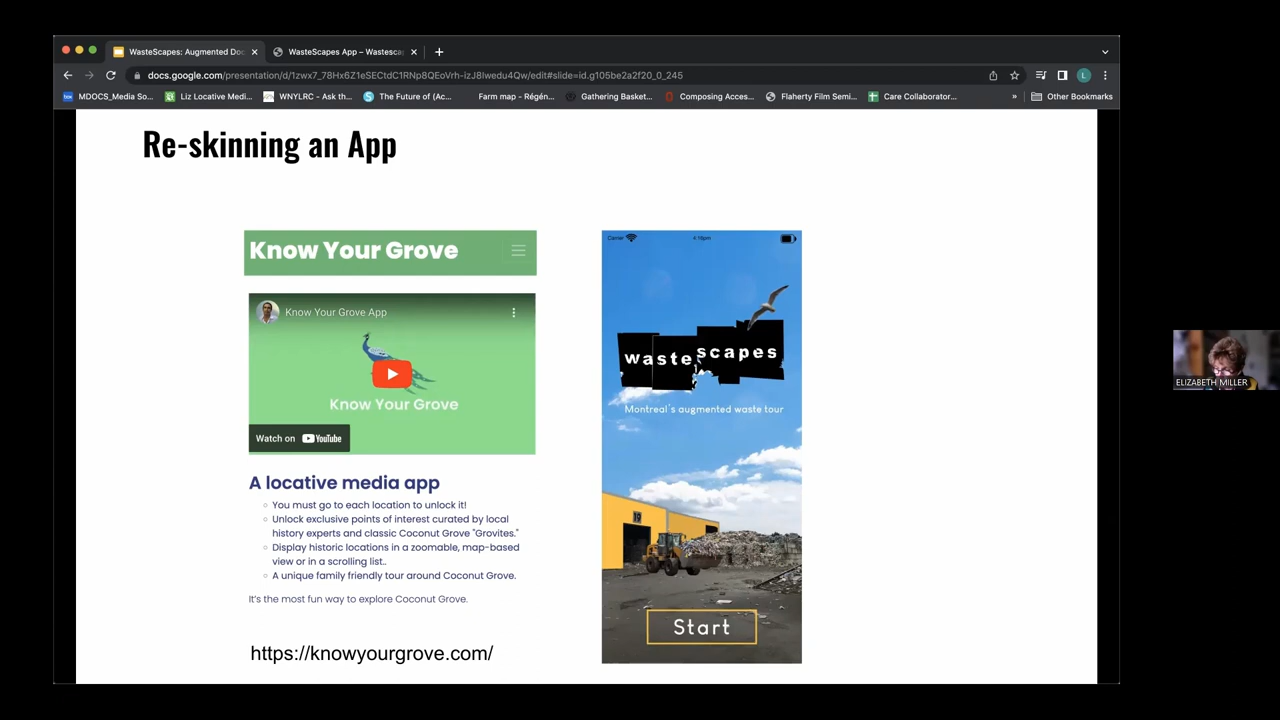 WasteScapes: Augmented Doc
WasteScapes App – Wastesca
docs.google.com/presentation/d/1zwx7_78Hx6Z1eSECtdC1RNp8QEoVrh-izJ8lwedu4Qw/edit#slide=id.g105be2a2f20_0_245
L
MDOCS_Media So...
Liz Locative Medi...
WNYLRC - Ask th...
The Future of (Ac...
Farm map - Régén...
Gathering Basket...
Composing Acces...
Flaherty Film Semi...
Care Collaborator...
»
Other Bookmarks
Re-skinning an App
Know Your Grove
Know Your Grove App
Know Your Grove
Watch on YouTube
A locative media app
You must go to each location to unlock it!
Unlock exclusive points of interest curated by local
history experts and classic Coconut Grove "Grovites."
Display historic locations in a zoomable, map-based
view or in a scrolling list..
A unique family friendly tour around Coconut Grove.
It's the most fun way to explore Coconut Grove.
https://knowyourgrove.com/
Carrier
waste scapes
Montreal's augmented waste tour
Start
ELIZABETH MILLER